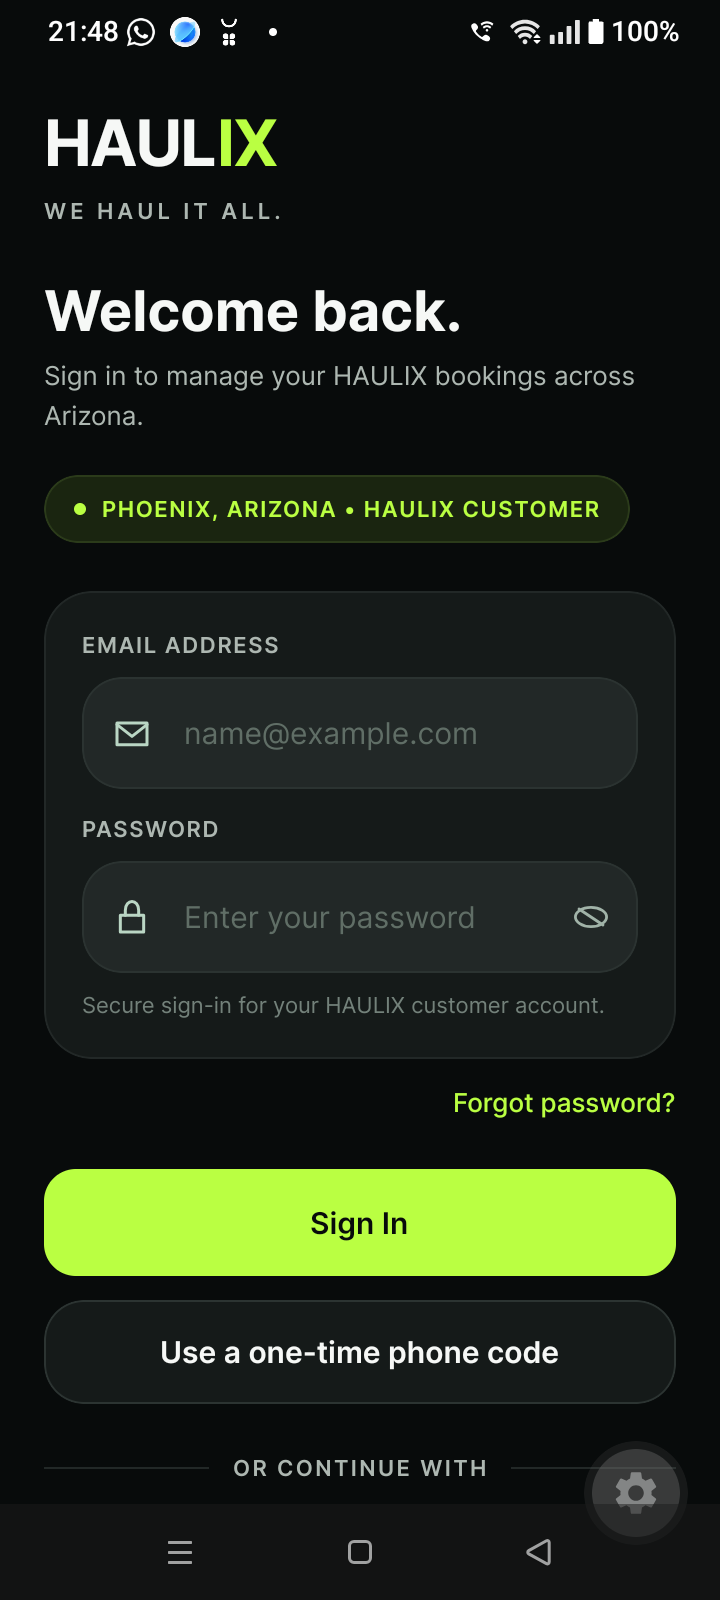 21:48
100%
HAULIX
WE HAUL IT ALL.
Welcome back.
Sign in to manage your HAULIX bookings across
Arizona.
PHOENIX, ARIZONA • HAULIX CUSTOMER
EMAIL ADDRESS
name@example.com
PASSWORD
Enter your password
Secure sign-in for your HAULIX customer account.
Forgot password?
Sign In
Use a one-time phone code
OR CONTINUE WITH